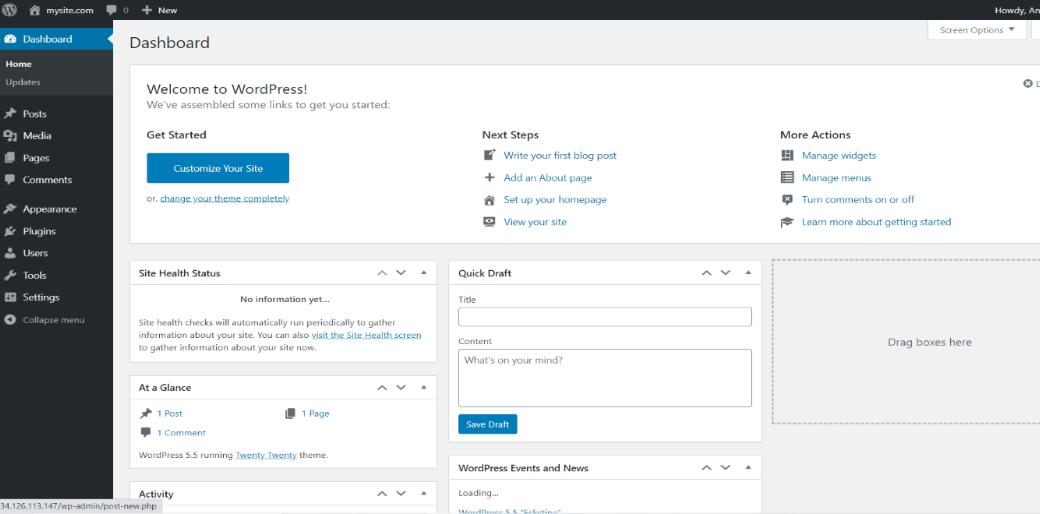 mysite.com
0
New
Howdy, An
Dashboard
Home
Updates
Posts
Media
Pages
Comments
Appearance
Plugins
Users
Tools
Settings
Collapse menu
Dashboard
Screen Options
Welcome to WordPress!
We've assembled some links to get you started:
Get Started
Customize Your Site
or, change your theme completely
Next Steps
Write your first blog post
Add an About page
Set up your homepage
View your site
More Actions
Manage widgets
Manage menus
Turn comments on or off
Learn more about getting started
Site Health Status
No information yet...
Site health checks will automatically run periodically to gather
information about your site. You can also visit the Site Health screen
to gather information about your site now.
At a Glance
1 Post
1 Page
1 Comment
WordPress 5.5 running Twenty Twenty theme.
Activity
Quick Draft
Title
Content
What's on your mind?
Save Draft
WordPress Events and News
Loading...
WordPress 5.5 "Eckstine"
Drag boxes here
34.126.113.147/wp-admin/post-new.php